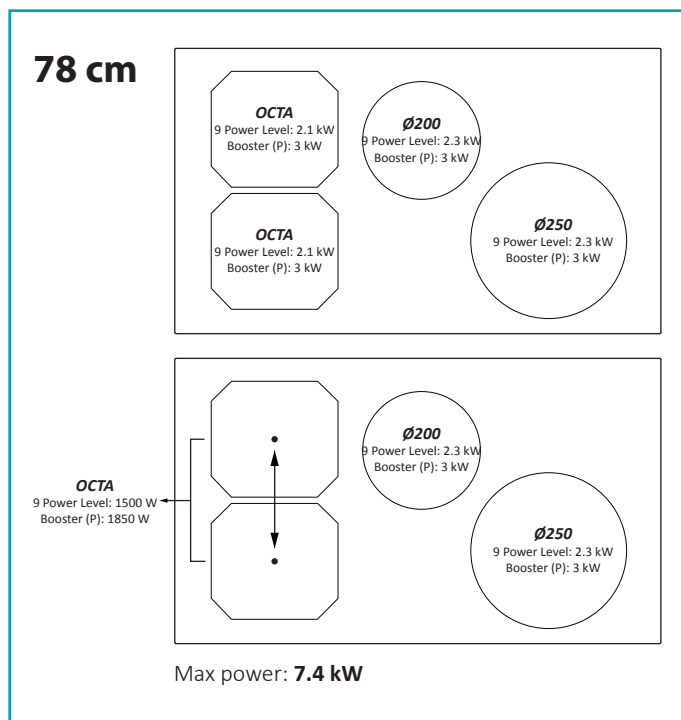 78 cm
OCTA
9 Power Level: 2.1 kW
Booster (P): 3 kW
Ø200
9 Power Level: 2.3 kW
Booster (P): 3 kW
OCTA
9 Power Level: 2.1 kW
Booster (P): 3 kW
Ø250
9 Power Level: 2.3 kW
Booster (P): 3 kW
Ø200
9 Power Level: 2.3 kW
Booster (P): 3 kW
OCTA
9 Power Level: 1500 W
Booster (P): 1850 W
Ø250
9 Power Level: 2.3 kW
Booster (P): 3 kW
Max power: 7.4 kW